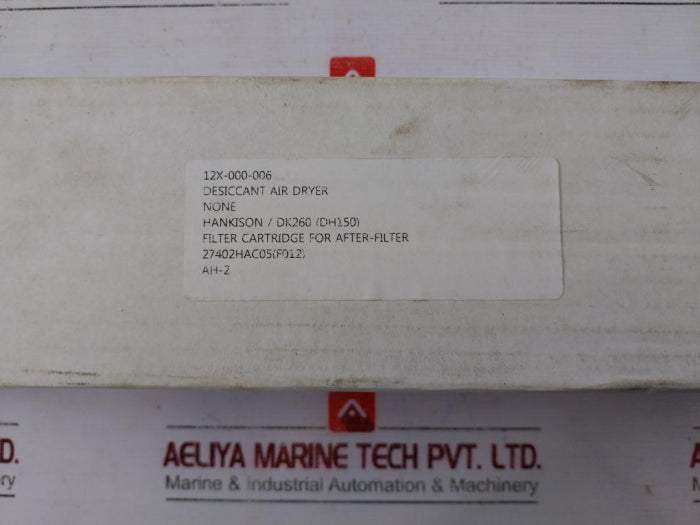 12X-000-006
DESICCANT AIR DRYER
NONE
HANKISON / DK260 (DH150)
FILTER CARTRIDGE FOR AFTER-FILTER
27402HAC05(F012)
AH-2
D.
AELIYA MARINE TECH PVT. LTD.
A
ry
Marine & Industrial Automation & Machinery
M